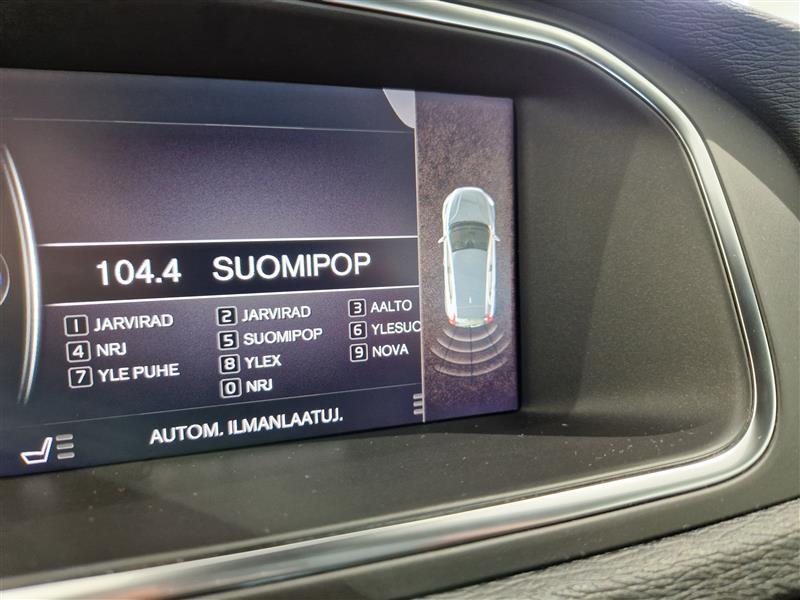 104.4 SUOMIPOP
1 JARVIRAD 2 JARVIRAD 3 AALTO
4 NRJ 5 SUOMIPOP 6 YLESUO
7 YLE PUHE 8 YLEX 9 NOVA
0 NRJ
AUTOM. ILMANLAATUJ.